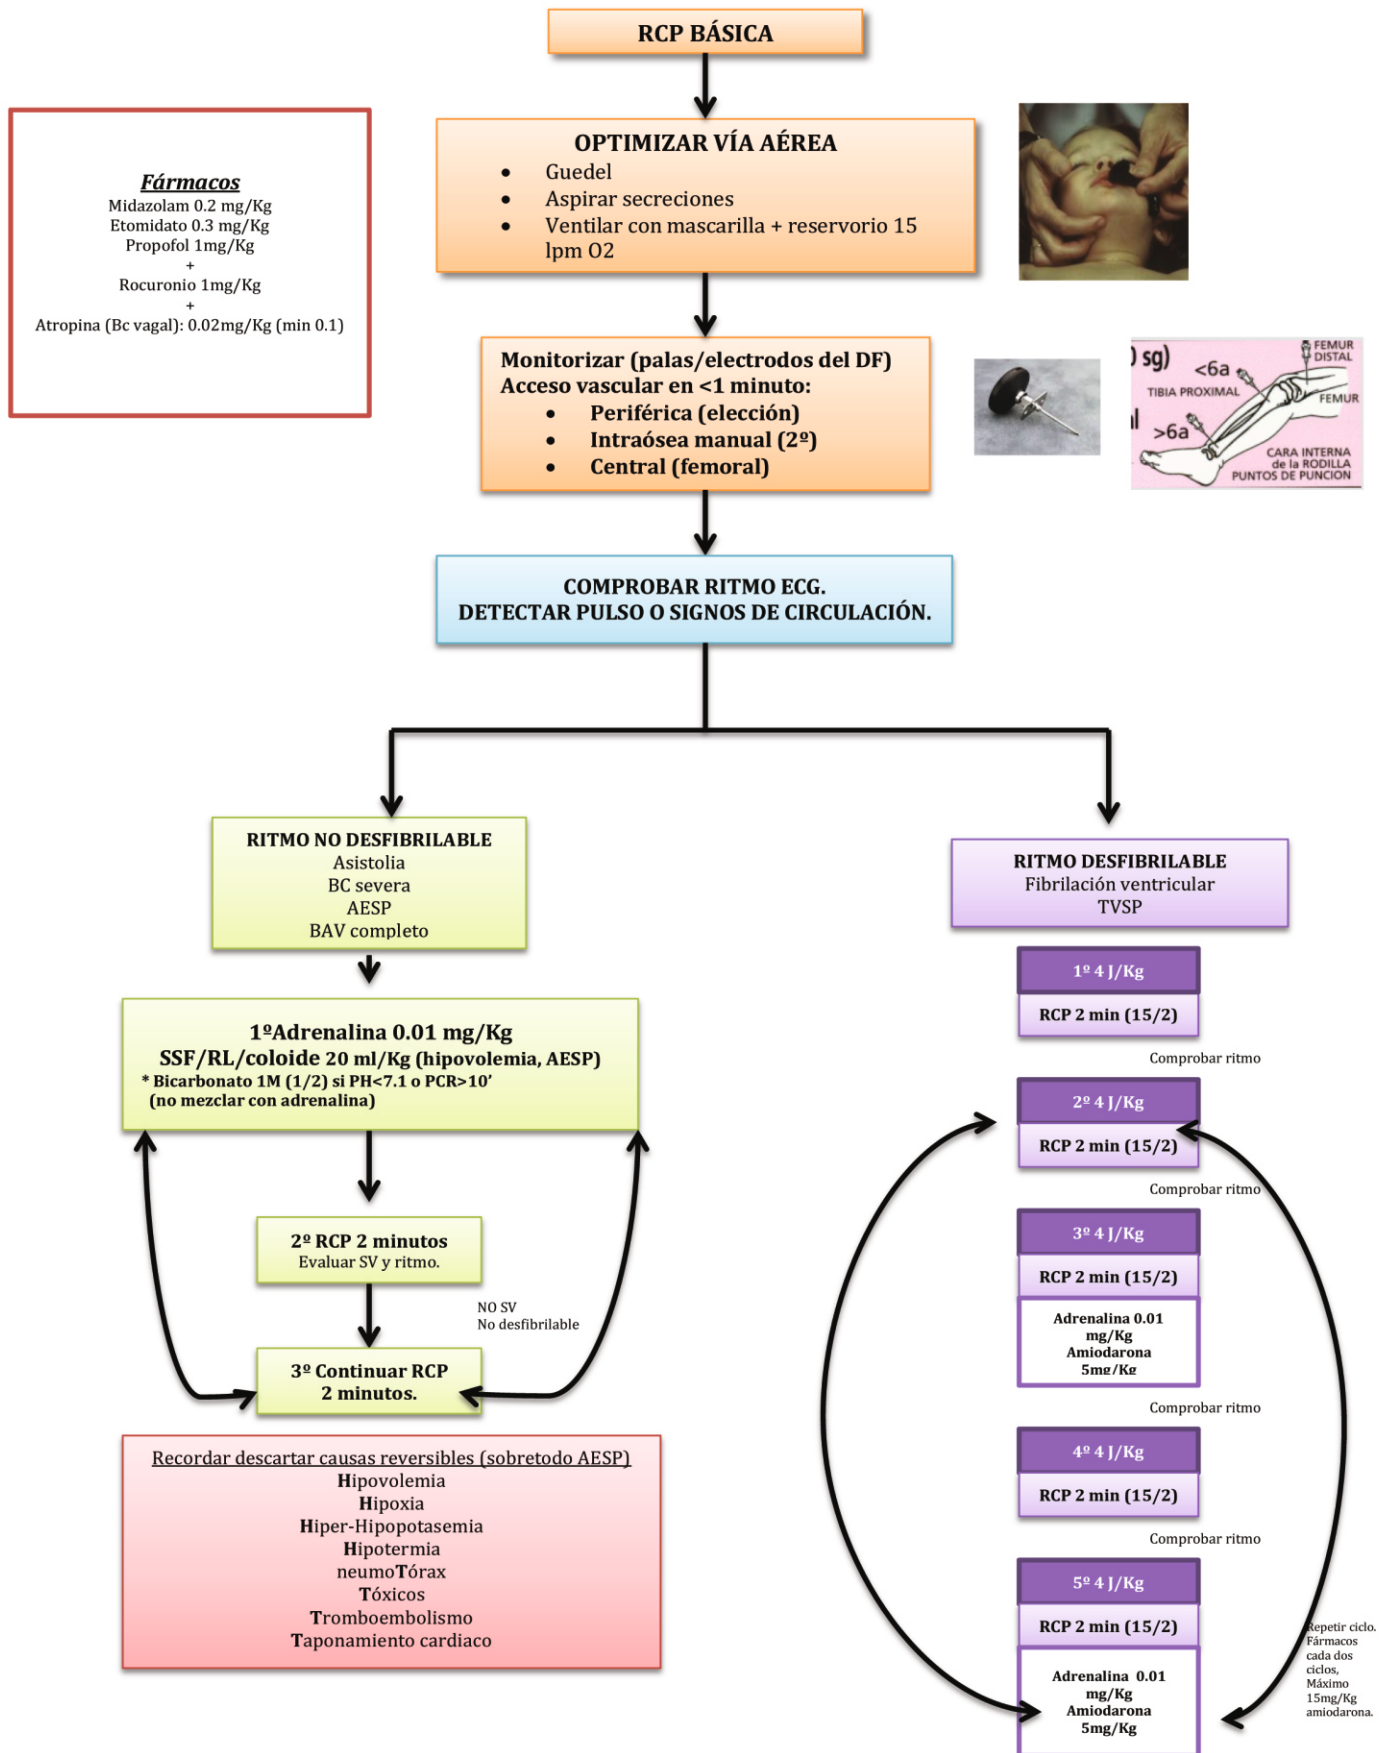 RCP BÁSICA
Fármacos
Midazolam 0.2 mg/Kg
Etomidato 0.3 mg/Kg
Propofol 1mg/Kg
+
Rocuronio 1mg/Kg
+
Atropina (Bc vagal): 0.02mg/Kg (min 0.1)
OPTIMIZAR VÍA AÉREA
• Guedel
• Aspirar secreciones
• Ventilar con mascarilla + reservorio 15
lpm O2
Monitorizar (palas/electrodos del DF)
Acceso vascular en <1 minuto:
• Periférica (elección)
• Intraósea manual (2º)
• Central (femoral)
0 sg)
<6a
FEMUR
DISTAL
TIBIA PROXIMAL
FEMUR
>6a
CARA INTERNA
de la RODILLA
PUNTOS DE PUNCION
COMPROBAR RITMO ECG.
DETECTAR PULSO O SIGNOS DE CIRCULACIÓN.
RITMO NO DESFIBRILABLE
Asistolia
BC severa
AESP
BAV completo
1ºAdrenalina 0.01 mg/Kg
SSF/RL/coloide 20 ml/Kg (hipovolemia, AESP)
* Bicarbonato 1M (1/2) si PH<7.1 o PCR>10’
(no mezclar con adrenalina)
2º RCP 2 minutos
Evaluar SV y ritmo.
NO SV
No desfibrilable
3º Continuar RCP
2 minutos.
Recordar descartar causas reversibles (sobretodo AESP)
Hipovolemia
Hipoxia
Hiper-Hipopotasemia
Hipotermia
neumoTórax
Tóxicos
Tromboembolismo
Taponamiento cardiaco
RITMO DESFIBRILABLE
Fibrilación ventricular
TVSP
1º 4 J/Kg
RCP 2 min (15/2)
Comprobar ritmo
2º 4 J/Kg
RCP 2 min (15/2)
Comprobar ritmo
3º 4 J/Kg
RCP 2 min (15/2)
Adrenalina 0.01
mg/Kg
Amiodarona
5mg/Kg
Comprobar ritmo
4º 4 J/Kg
RCP 2 min (15/2)
Comprobar ritmo
5º 4 J/Kg
RCP 2 min (15/2)
Adrenalina 0.01
mg/Kg
Amiodarona
5mg/Kg
Repetir ciclo.
Fármacos
cada dos
ciclos,
Máximo
15mg/Kg
amiodarona.